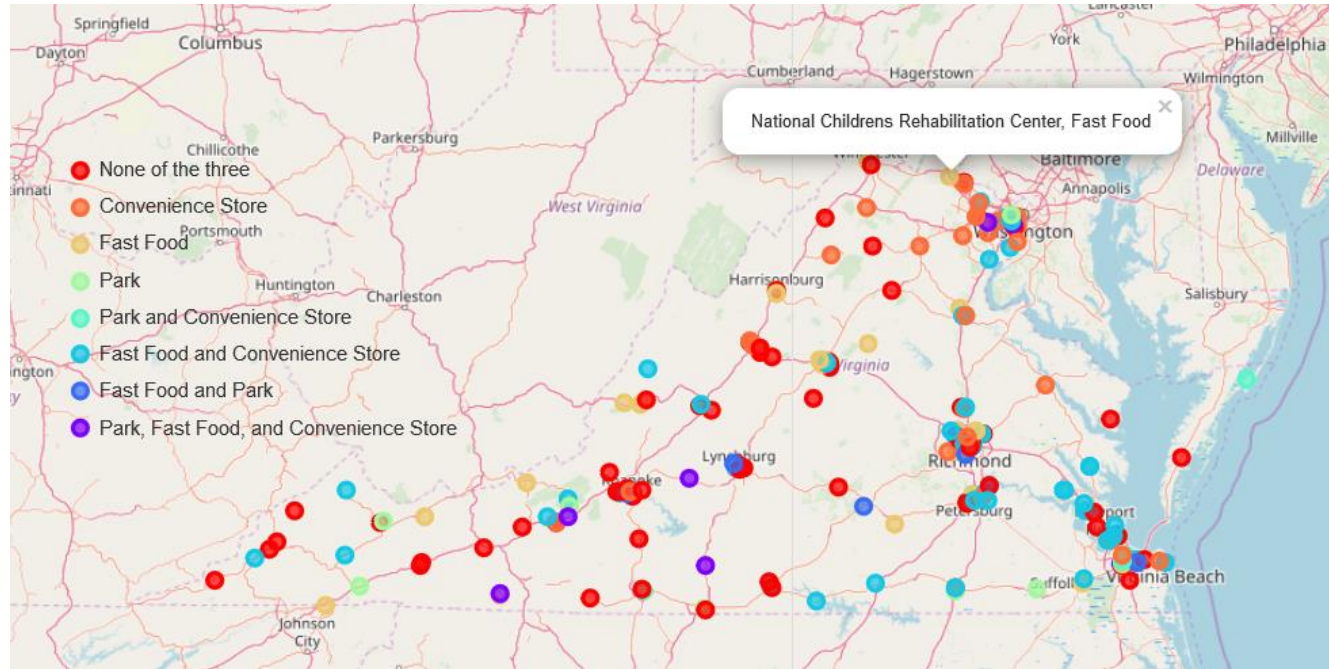 Springfield
Columbus
Dayton
Lancaster
York
Philadelphia
Cumberland
Hagerstown
Wilmington
National Childrens Rehabilitation Center, Fast Food
×
Parkersburg
Millville
Chillicothe
Baltimore
None of the three
Delaware
Annapolis
Convenience Store
West Virginia
Fast Food
Portsmouth
Washington
Park
Harrisonburg
Huntington
Charleston
Salisbury
Park and Convenience Store
Fast Food and Convenience Store
Virginia
Fast Food and Park
Park, Fast Food, and Convenience Store
Lynchburg
Richmond
Roanoke
Petersburg
Suffolk
Virginia Beach
Johnson
City